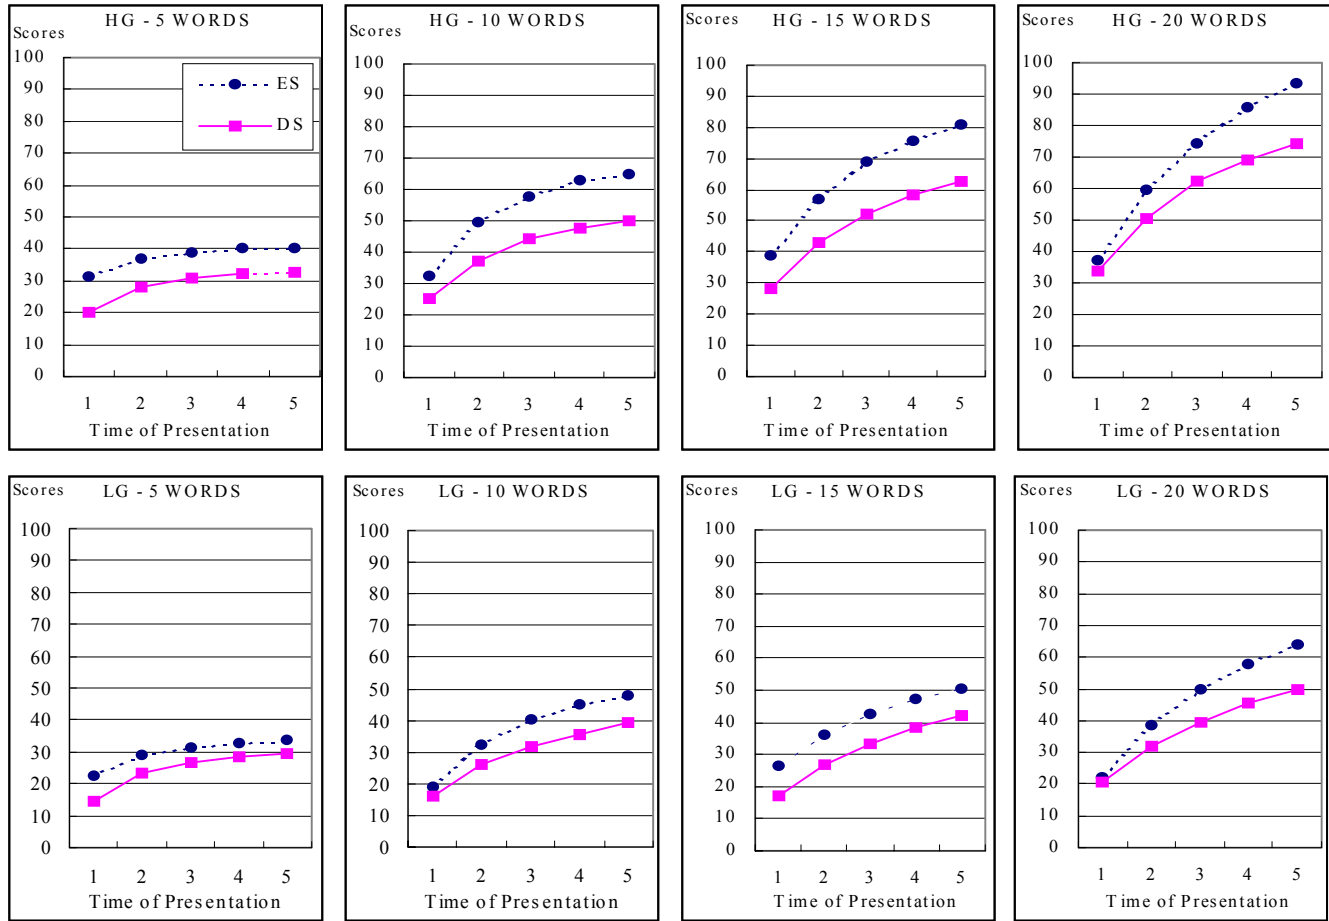 HG - 5 WORDS
Scores
100
90
80
70
60
50
40
30
20
10
0
ES
DS
1 2 3 4 5
Time of Presentation
HG - 10 WORDS
Scores
100
90
80
70
60
50
40
30
20
10
0
1 2 3 4 5
Time of Presentation
HG - 15 WORDS
Scores
100
90
80
70
60
50
40
30
20
10
0
1 2 3 4 5
Time of Presentation
HG - 20 WORDS
Scores
100
90
80
70
60
50
40
30
20
10
0
1 2 3 4 5
Time of Presentation
Scores LG - 5 WORDS
100
90
80
70
60
50
40
30
20
10
0
1 2 3 4 5
Time of Presentation
Scores LG - 10 WORDS
100
90
80
70
60
50
40
30
20
10
0
1 2 3 4 5
Time of Presentation
Scores LG - 15 WORDS
100
90
80
70
60
50
40
30
20
10
0
1 2 3 4 5
Time of Presentation
Scores LG - 20 WORDS
100
90
80
70
60
50
40
30
20
10
0
1 2 3 4 5
Time of Presentation